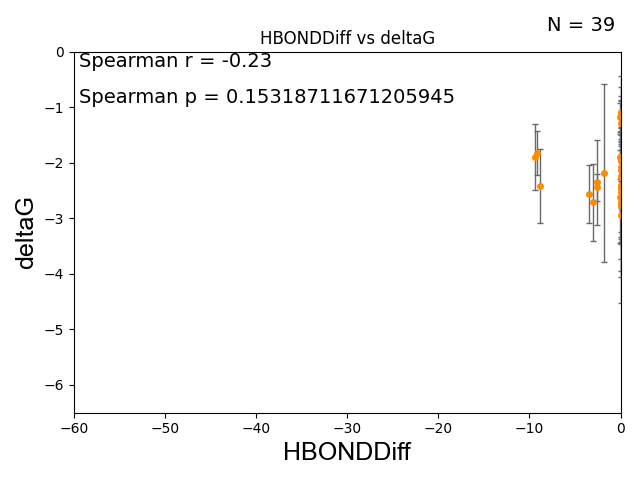 N = 39
HBONDDiff vs deltaG
Spearman r = -0.23
Spearman p = 0.15318711671205945
0
−1
−2
−3
−4
−5
−6
deltaG
−60
−50
−40
−30
−20
−10
0
HBONDDiff